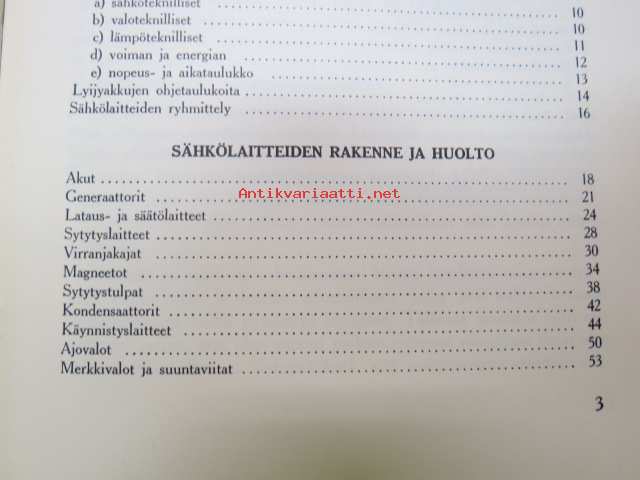 a) sähköteknilliset ........ 10
b) valoteknilliset ........ 10
c) lämpöteknilliset ........ 11
d) voiman ja energian ........ 12
e) nopeus- ja aikataulukko ........ 13
Lyijyakkujen ohjetaulukoita ........ 14
Sähkölaitteiden ryhmittely ........ 16
SÄHKÖLAITTEIDEN RAKENNE JA HUOLTO
Akut ........ 18
Antikvariaatti.net
Generaattorit ........ 21
Lataus- ja säätölaitteet ........ 24
Sytytyslaitteet ........ 28
Virranjakajat ........ 30
Magneetot ........ 34
Sytytystulpat ........ 38
Kondensaattorit ........ 42
Käynnistyslaitteet ........ 44
Ajovalot ........ 50
Merkkivalot ja suuntaviitat ........ 53
3